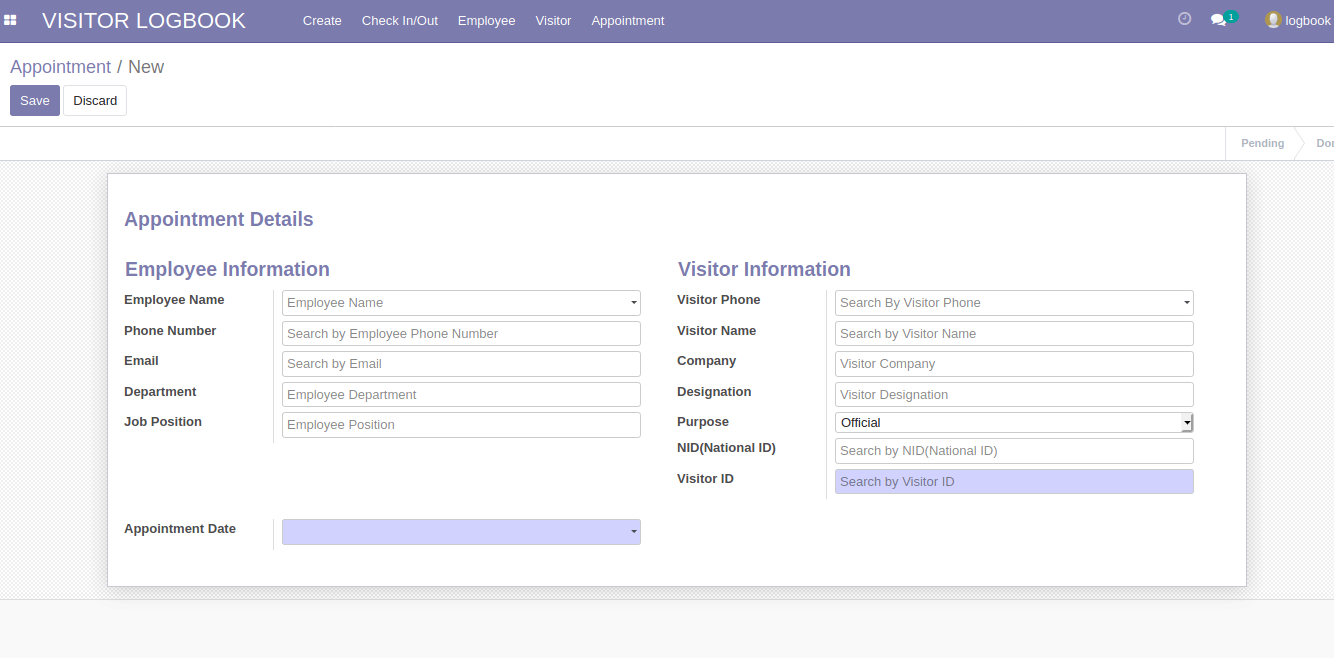 VISITOR LOGBOOK Create Check In/Out Employee Visitor Appointment 1 logbook
Appointment / New
Save Discard
Pending
Appointment Details
Employee Information
Employee Name Employee Name
Phone Number Search by Employee Phone Number
Email Search by Email
Department Employee Department
Job Position Employee Position
Visitor Information
Visitor Phone Search By Visitor Phone
Visitor Name Search by Visitor Name
Company Visitor Company
Designation Visitor Designation
Purpose Official
NID(National ID) Search by NID(National ID)
Visitor ID Search by Visitor ID
Appointment Date